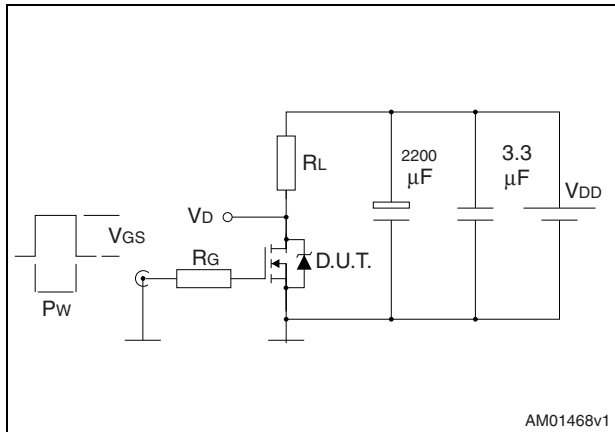 RL
2200
μF
3.3
μF
VDD
VD
VGS
RG
D.U.T.
PW
AM01468v1